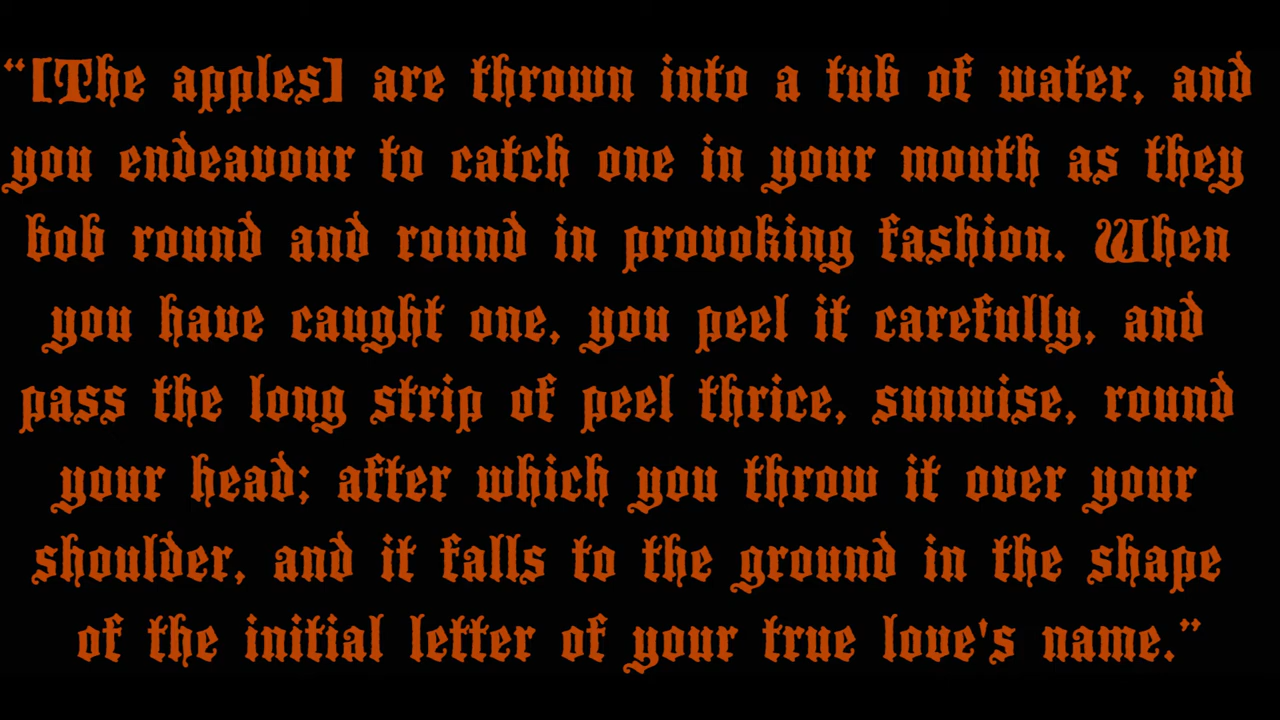 “[The apples] are thrown into a tub of water, and
you endeavour to catch one in your mouth as they
bob round and round in provoking fashion. When
you have caught one, you peel it carefully, and
pass the long strip of peel thrice, sunwise, round
your head; after which you throw it over your
shoulder, and it falls to the ground in the shape
of the initial letter of your true love's name.”